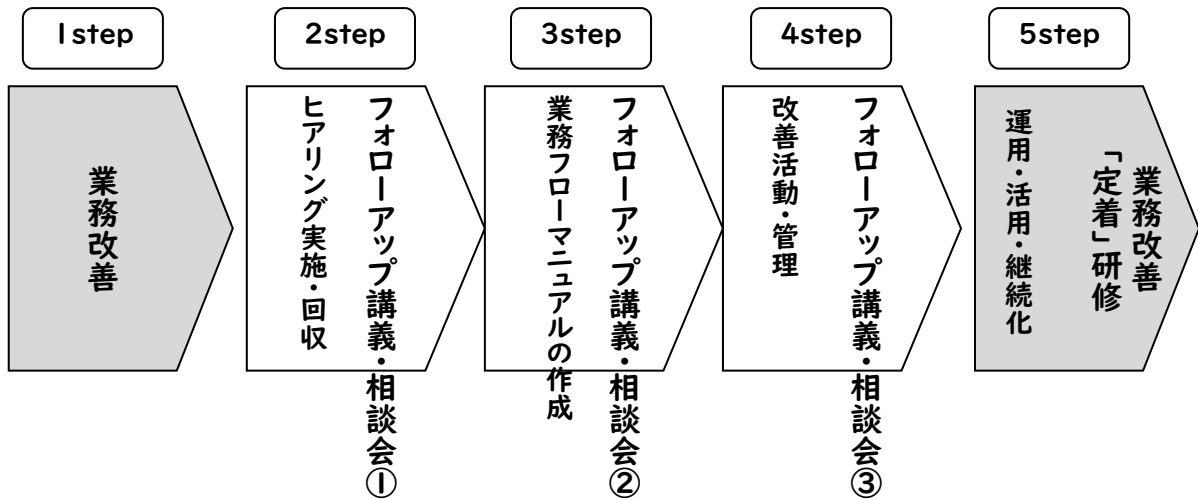 1step
業務改善
2step
フォローアップ講義・相談会①
ヒアリング実施・回収
3step
フォローアップ講義・相談会②
業務フローマニュアルの作成
4step
フォローアップ講義・相談会③
改善活動・管理
5step
業務改善
「定着」研修
運用・活用・継続化